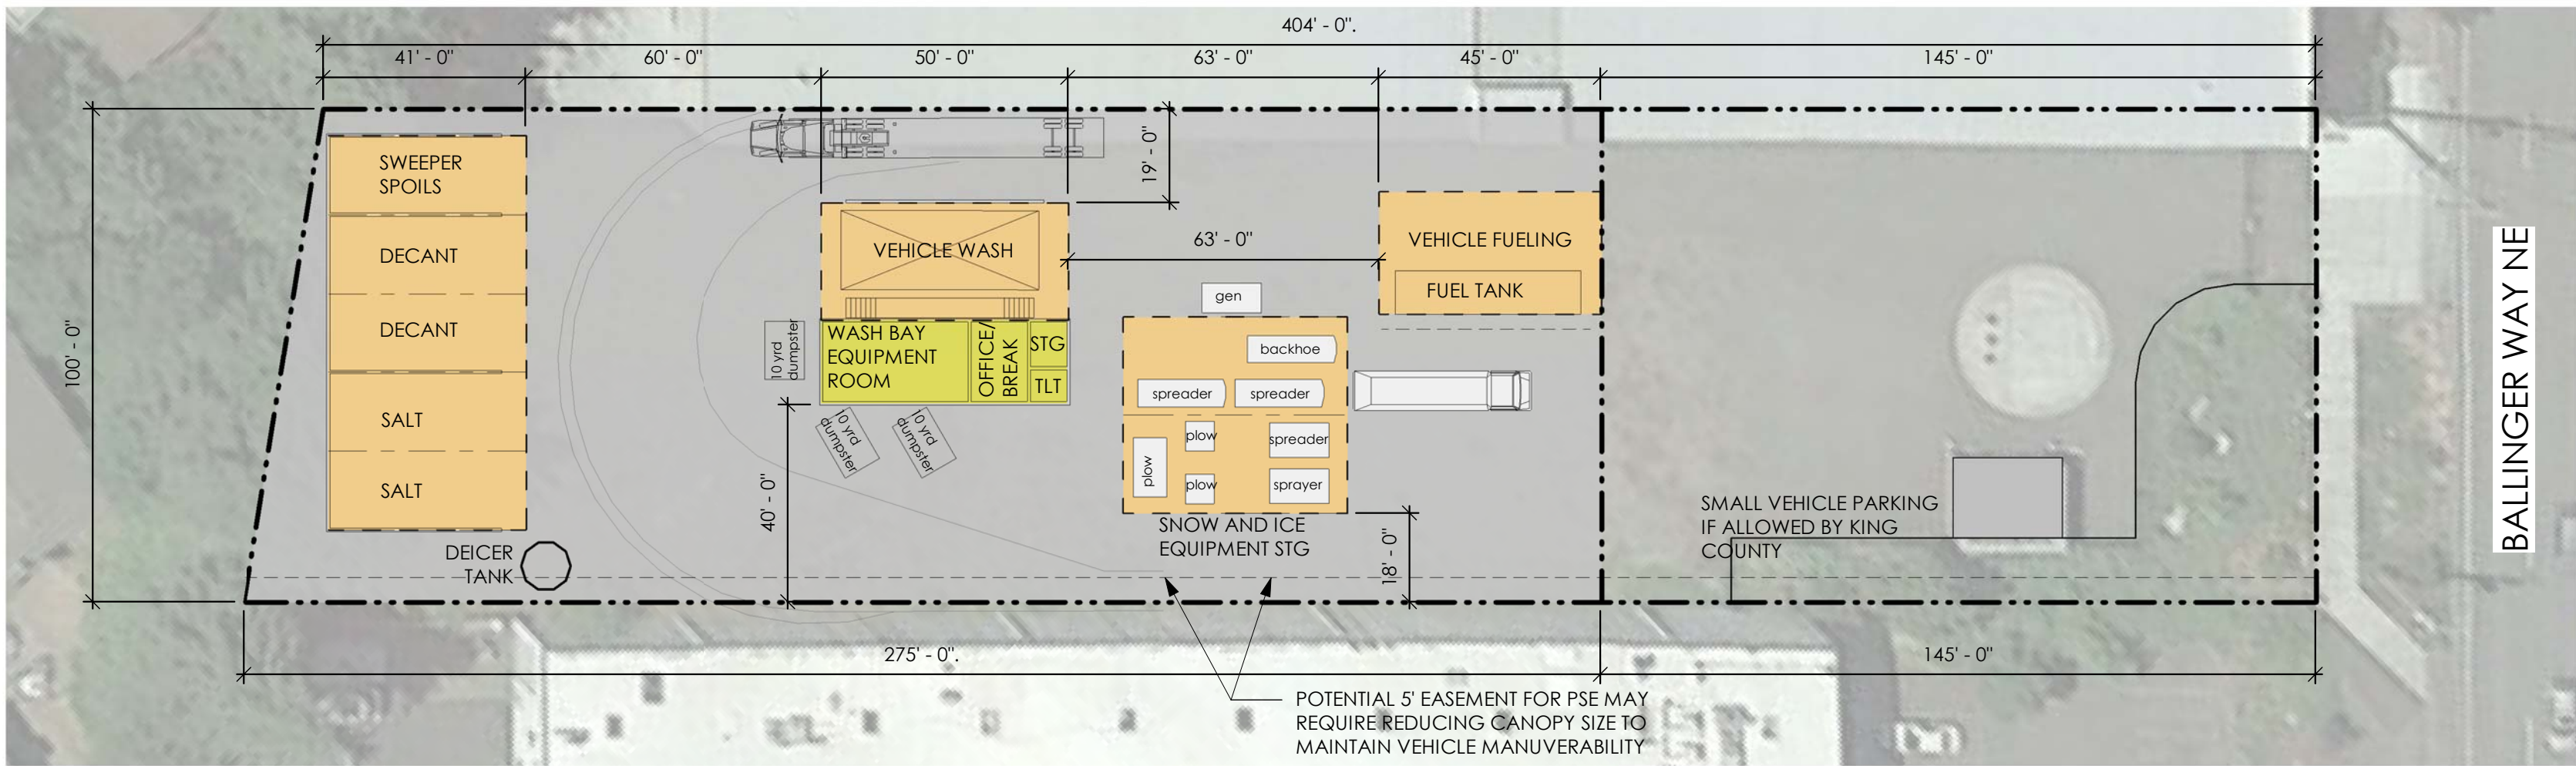 404' - 0".
41' - 0"
60' - 0"
50' - 0"
63' - 0"
45' - 0"
145' - 0"
19' - 0"
100' - 0"
SWEEPER
SPOILS
DECANT
DECANT
SALT
SALT
DEICER
TANK
VEHICLE WASH
63' - 0"
VEHICLE FUELING
FUEL TANK
gen
10 yrd
dumpster
WASH BAY
EQUIPMENT
ROOM
OFFICE/
BREAK
STG
TLT
10 yrd
dumpster
10 yrd
dumpster
40' - 0"
backhoe
spreader
spreader
plow
plow
spreader
plow
sprayer
SNOW AND ICE
EQUIPMENT STG
18' - 0"
SMALL VEHICLE PARKING
IF ALLOWED BY KING
COUNTY
BALLINGER WAY NE
275' - 0".
145' - 0"
POTENTIAL 5' EASEMENT FOR PSE MAY
REQUIRE REDUCING CANOPY SIZE TO
MAINTAIN VEHICLE MANUVERABILITY